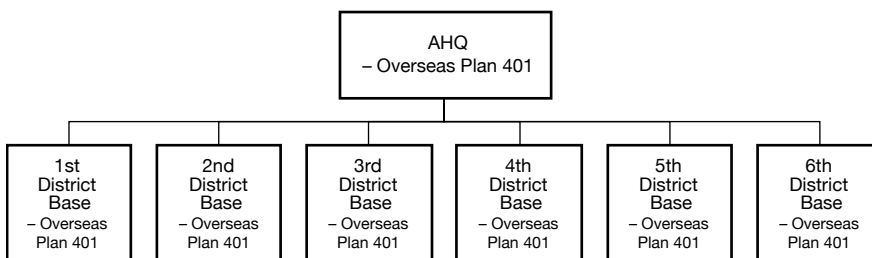 AHQ
– Overseas Plan 401
1st
District
Base
– Overseas
Plan 401
2nd
District
Base
– Overseas
Plan 401
3rd
District
Base
– Overseas
Plan 401
4th
District
Base
– Overseas
Plan 401
5th
District
Base
– Overseas
Plan 401
6th
District
Base
– Overseas
Plan 401